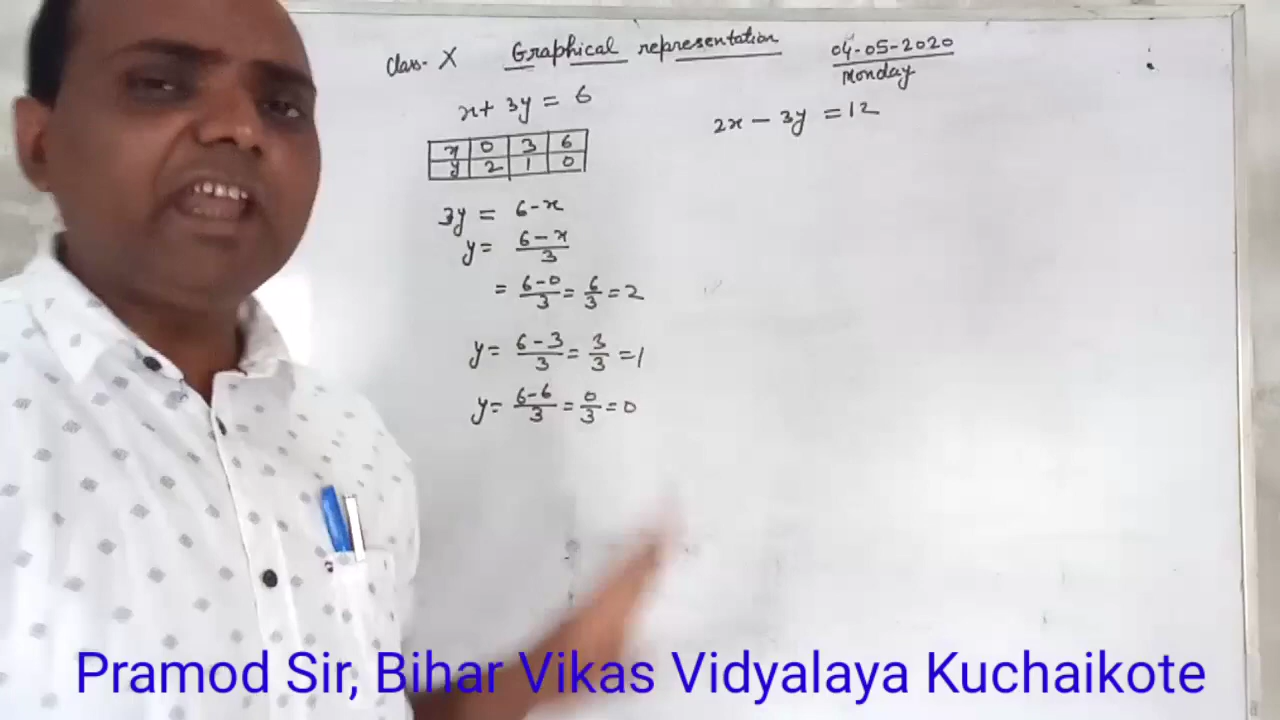 Class- X Graphical representation 04-05-2020
Monday
x + 3y = 6
2x - 3y = 12
x 0 3 6
y 2 1 0
3y = 6-x
y = 6-x/3
= 6-0/3 = 6/3 = 2
y = 6-3/3 = 3/3 = 1
y = 6-6/3 = 0/3 = 0
Pramod Sir, Bihar Vikas Vidyalaya Kuchaikote